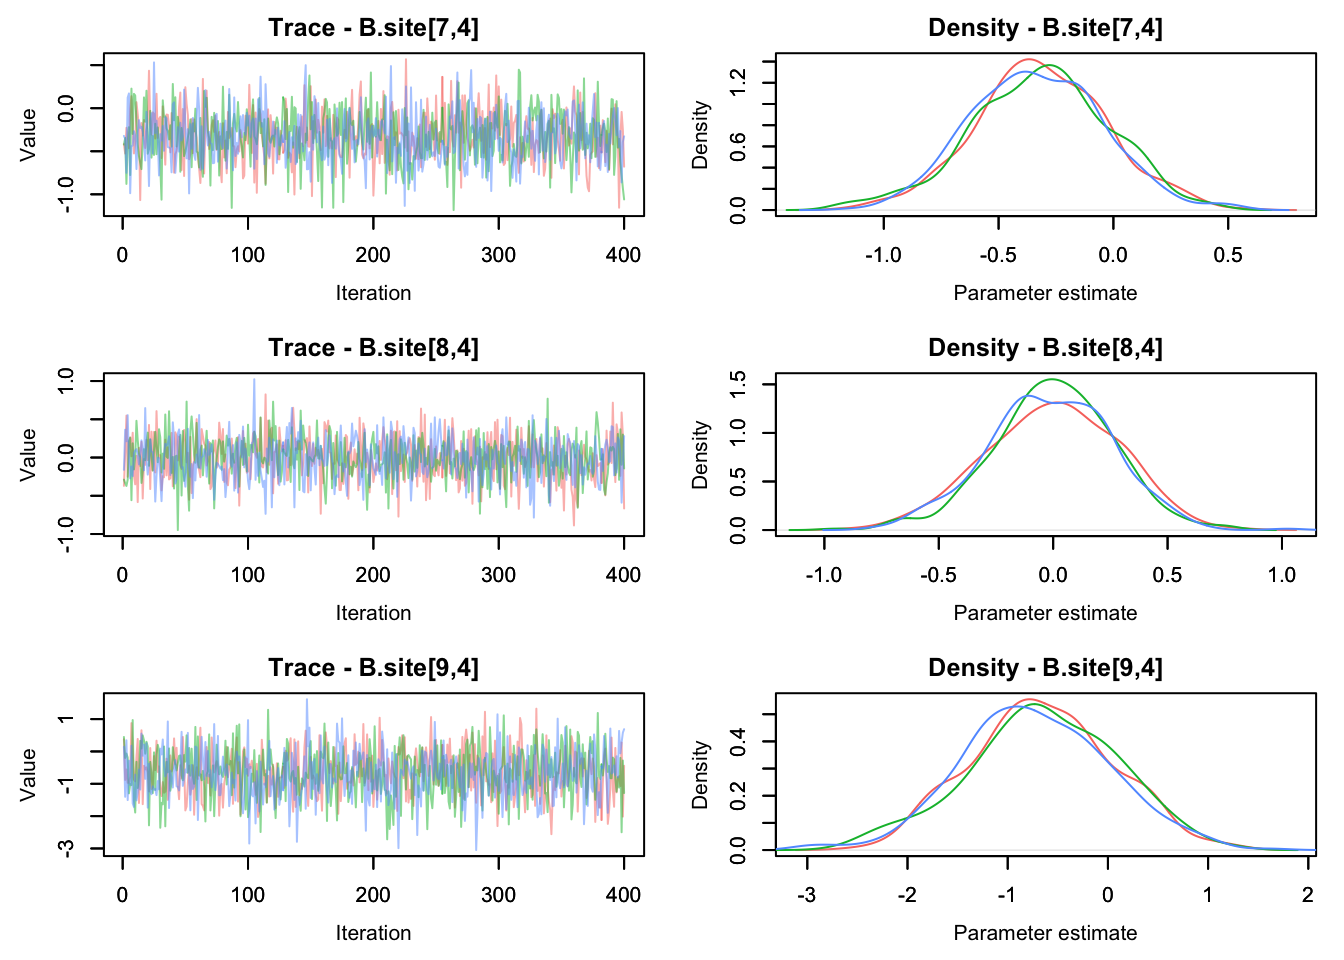 Trace - B.site[7,4]
Value
0.0
-1.0
0 100 200 300 400
Iteration
Density - B.site[7,4]
Density
1.2
0.6
0.0
-1.0 -0.5 0.0 0.5
Parameter estimate
Trace - B.site[8,4]
Value
1.0
0.0
-1.0
0 100 200 300 400
Iteration
Density - B.site[8,4]
Density
1.5
1.0
0.5
0.0
-1.0 -0.5 0.0 0.5 1.0
Parameter estimate
Trace - B.site[9,4]
Value
1
-1
-3
0 100 200 300 400
Iteration
Density - B.site[9,4]
Density
0.4
0.2
0.0
-3 -2 -1 0 1 2
Parameter estimate